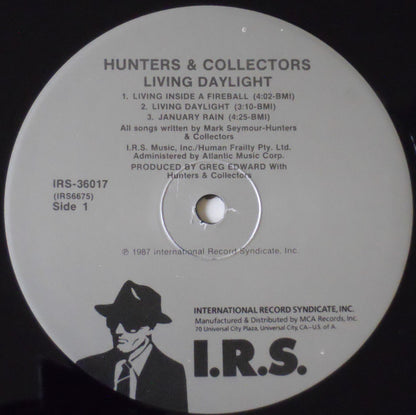 HUNTERS & COLLECTORS
LIVING DAYLIGHT
1. LIVING INSIDE A FIREBALL (4:02-BMI)
2. LIVING DAYLIGHT (3:10-BMI)
3. JANUARY RAIN (4:25-BMI)
All songs written by Mark Seymour-Hunters
& Collectors
I.R.S. Music, Inc./Human Frailty Pty. Ltd.
Administered by Atlantic Music Corp.
PRODUCED BY GREG EDWARD With
Hunters & Collectors
IRS-36017
(IRS6675)
Side 1
℗ 1987 International Record Syndicate, Inc.
INTERNATIONAL RECORD SYNDICATE, INC.
Manufactured & Distributed by MCA Records, Inc.
70 Universal City Plaza, Universal City, CA-U.S. of A.
I.R.S.